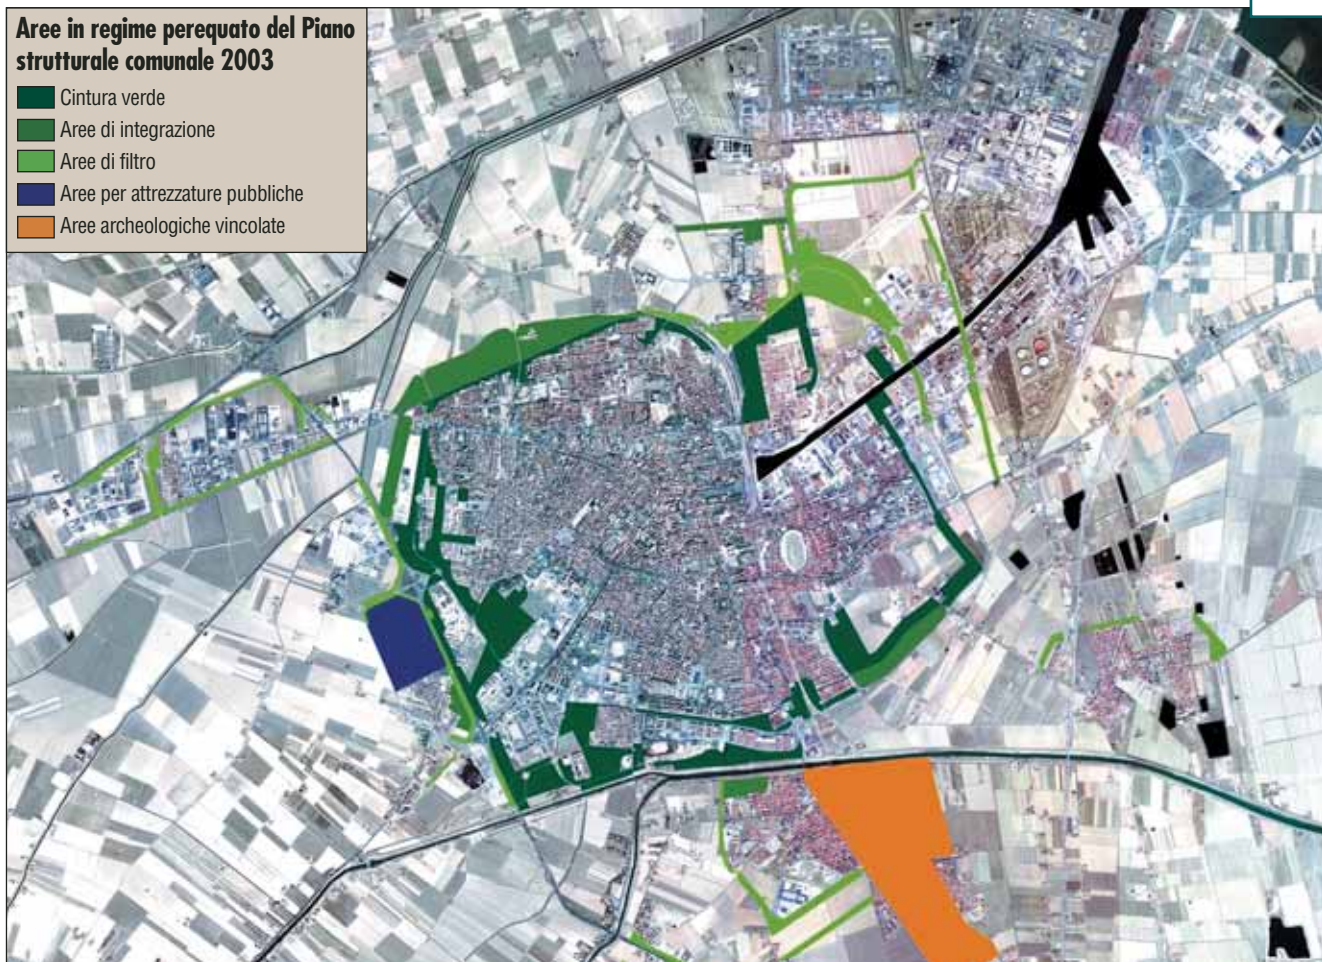 Aree in regime perequato del Piano
strutturale comunale 2003
Cintura verde
Aree di integrazione
Aree di filtro
Aree per attrezzature pubbliche
Aree archeologiche vincolate